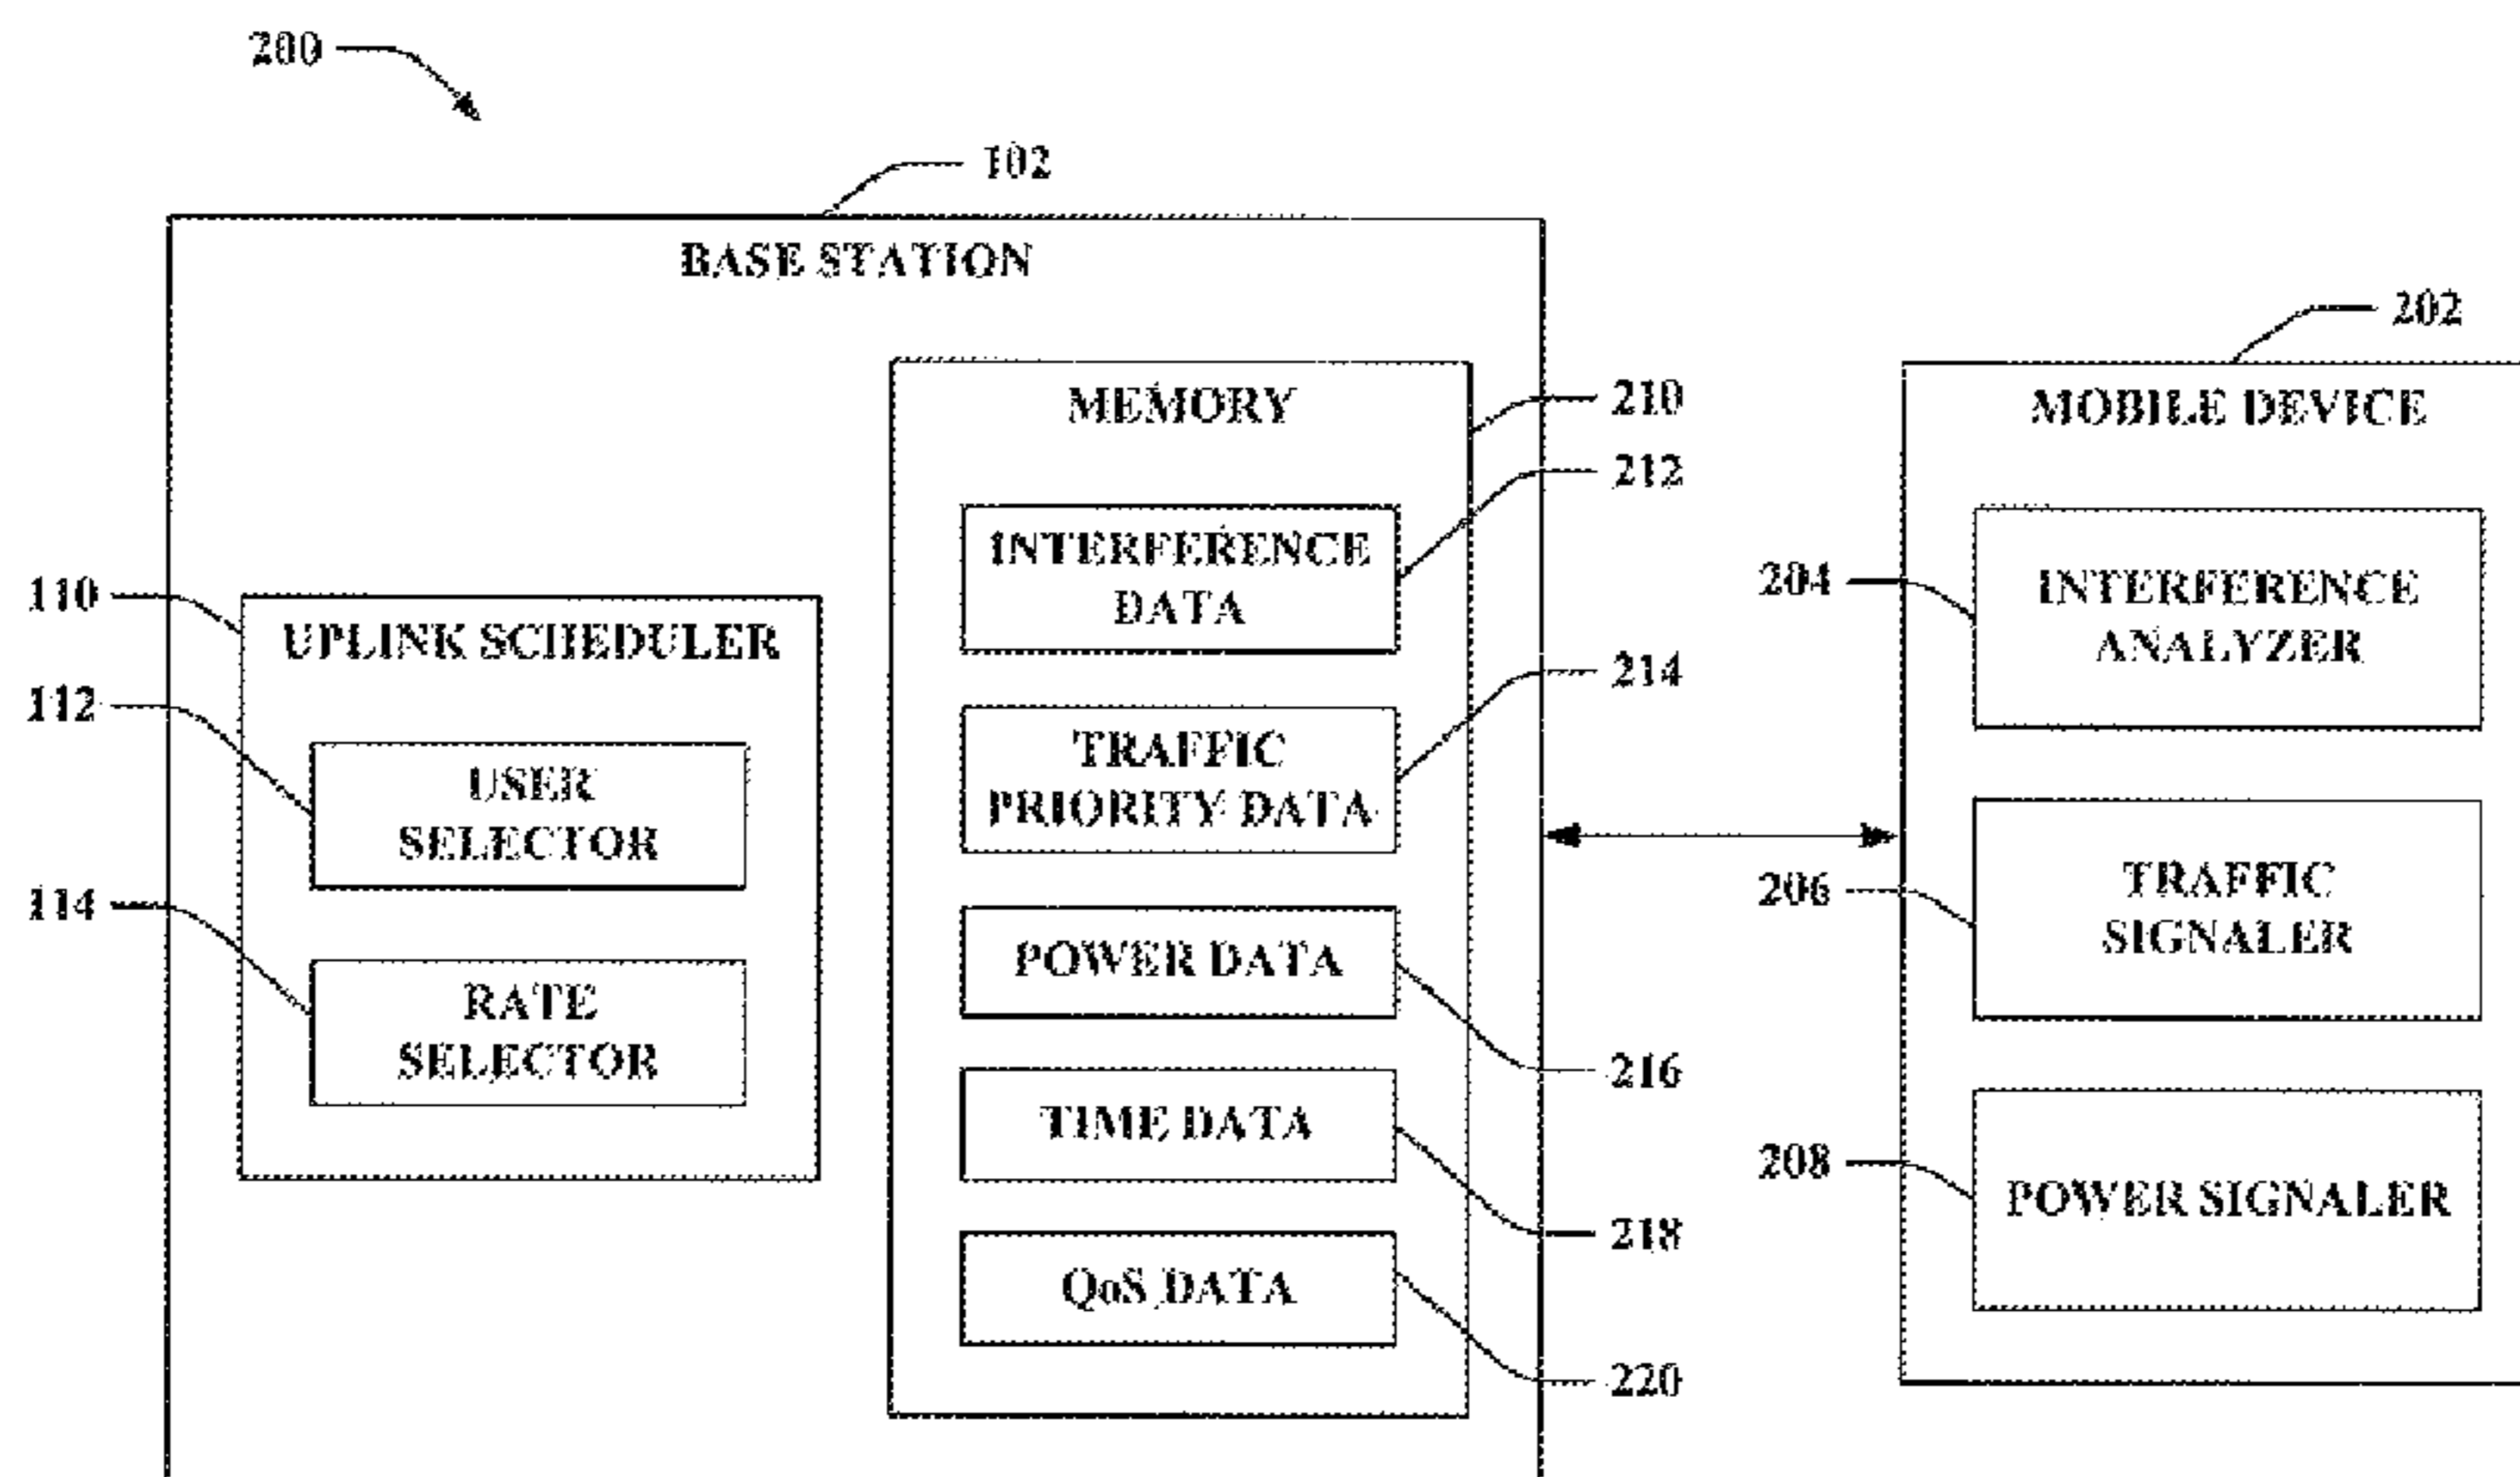 200
102
BASE STATION
202
MEMORY
210
MOBILE DEVICE
212
INTERFERENCE
DATA
204
INTERFERENCE
ANALYZER
110
UPLINK SCHEDULER
214
112
TRAFFIC
PRIORITY DATA
USER
SELECTOR
206
TRAFFIC
SIGNALER
114
POWER DATA
RATE
SELECTOR
216
TIME DATA
208
POWER SIGNALER
218
QoS DATA
220